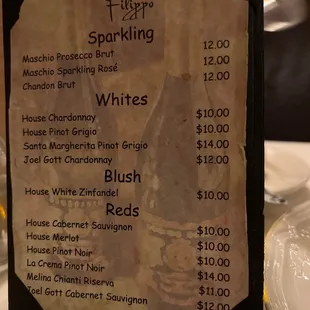 Filippo
Sparkling
Maschio Prosecco Brut 12.00
Maschio Sparkling Rosé 12.00
Chandon Brut 12.00
Whites
House Chardonnay $10.00
House Pinot Grigio $10.00
Santa Margherita Pinot Grigio $14.00
Joel Gott Chardonnay $12.00
Blush
House White Zinfandel $10.00
Reds
House Cabernet Sauvignon $10.00
House Merlot $10.00
House Pinot Noir $10.00
La Crema Pinot Noir $14.00
Melina Chianti Riserva $11.00
Joel Gott Cabernet Sauvignon $12.00